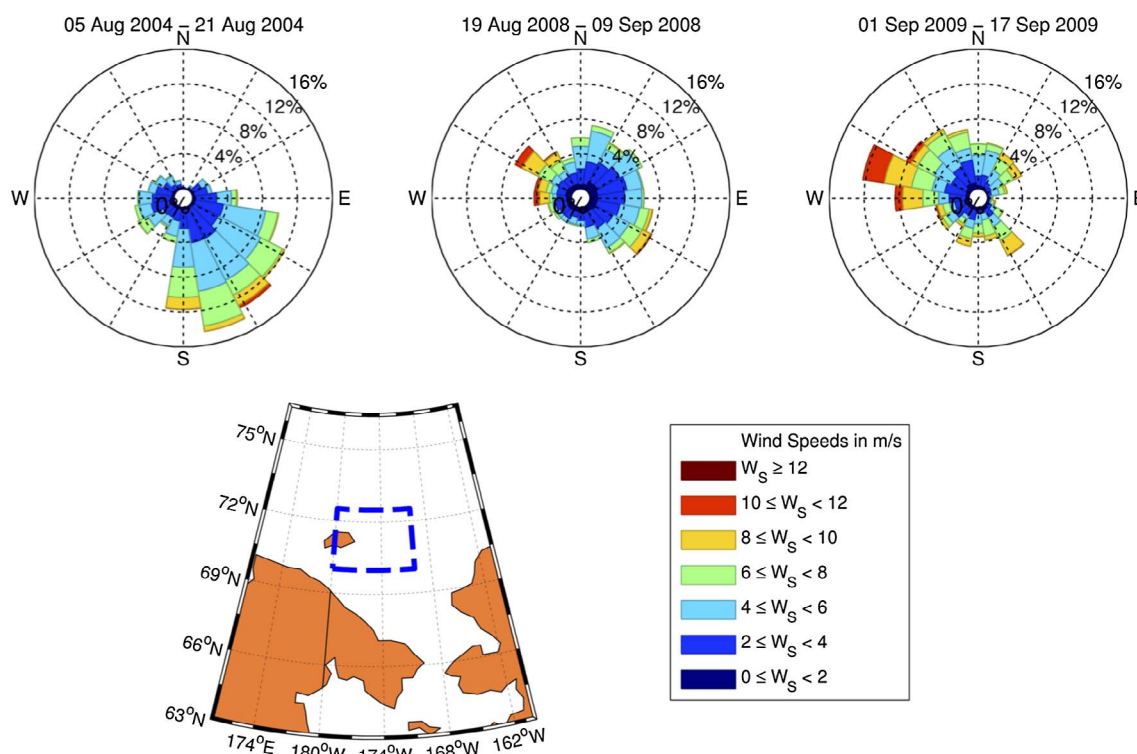 05 Aug 2004 – 21 Aug 2004
N
16%
12%
8%
4%
0%
W
E
S
19 Aug 2008 – 09 Sep 2008
N
16%
12%
8%
4%
0%
W
E
S
01 Sep 2009 – 17 Sep 2009
N
16%
12%
8%
4%
0%
W
S
75°N
72°N
69°N
66°N
63°N
174°E
180°W
174°W
168°W
162°W
Wind Speeds in m/s
W_S ≥ 12
10 ≤ W_S < 12
8 ≤ W_S < 10
6 ≤ W_S < 8
4 ≤ W_S < 6
2 ≤ W_S < 4
0 ≤ W_S < 2